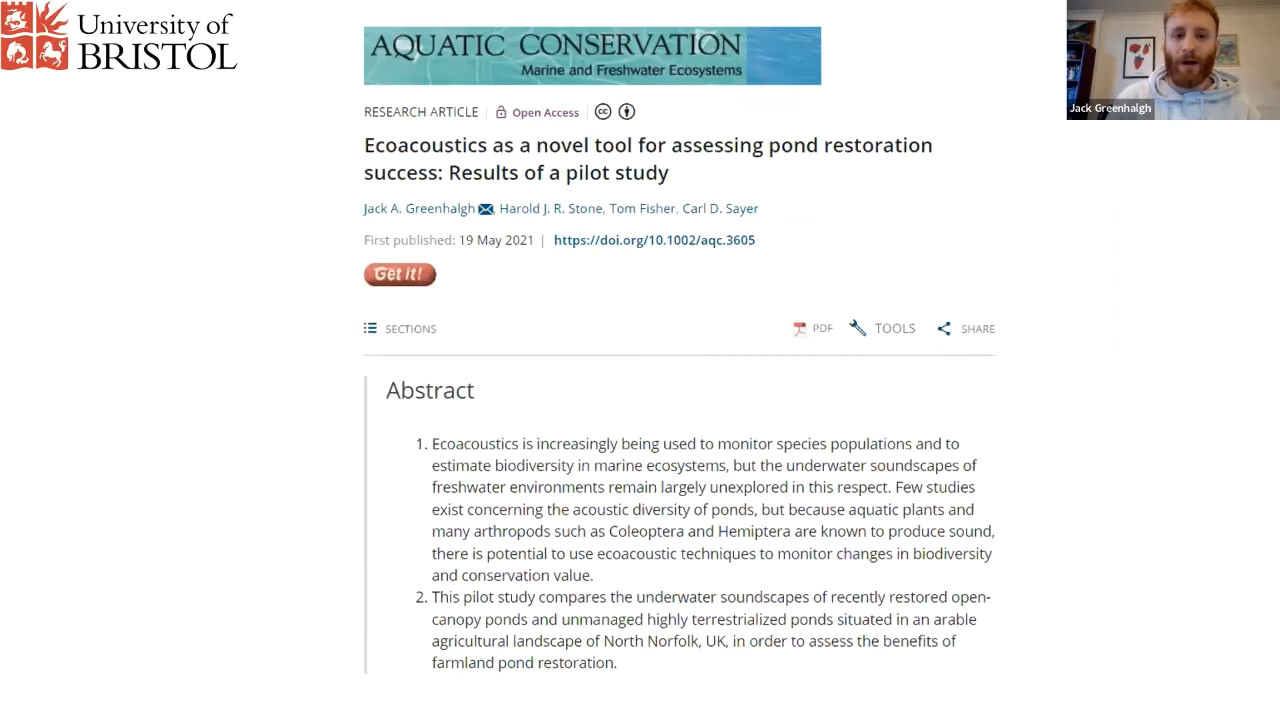 University of
BRISTOL
AQUATIC CONSERVATION
Marine and Freshwater Ecosystems
Jack Greenhalgh
RESEARCH ARTICLE
Open Access
cc
Ecoacoustics as a novel tool for assessing pond restoration
success: Results of a pilot study
Jack A. Greenhalgh, Harold J. R. Stone, Tom Fisher, Carl D. Sayer
First published: 19 May 2021 | https://doi.org/10.1002/aqc.3605
Get it!
SECTIONS
PDF
TOOLS
SHARE
Abstract
1. Ecoacoustics is increasingly being used to monitor species populations and to
estimate biodiversity in marine ecosystems, but the underwater soundscapes of
freshwater environments remain largely unexplored in this respect. Few studies
exist concerning the acoustic diversity of ponds, but because aquatic plants and
many arthropods such as Coleoptera and Hemiptera are known to produce sound,
there is potential to use ecoacoustic techniques to monitor changes in biodiversity
and conservation value.
2. This pilot study compares the underwater soundscapes of recently restored open-
canopy ponds and unmanaged highly terrestrialized ponds situated in an arable
agricultural landscape of North Norfolk, UK, in order to assess the benefits of
farmland pond restoration.